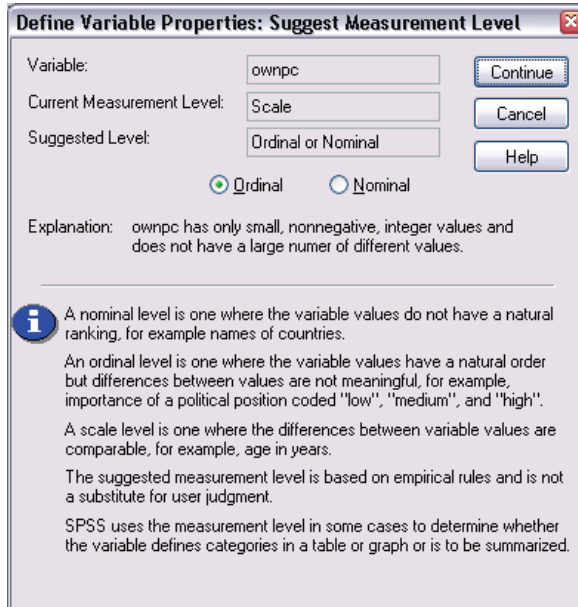 Define Variable Properties: Suggest Measurement Level
Variable:
ownpc
Continue
Current Measurement Level:
Scale
Cancel
Suggested Level:
Ordinal or Nominal
Help
Ordinal
Nominal
Explanation:
ownpc has only small, nonnegative, integer values and
does not have a large numer of different values.
A nominal level is one where the variable values do not have a natural
ranking, for example names of countries.
An ordinal level is one where the variable values have a natural order
but differences between values are not meaningful, for example,
importance of a political position coded "low", "medium", and "high".
A scale level is one where the differences between variable values are
comparable, for example, age in years.
The suggested measurement level is based on empirical rules and is not
a substitute for user judgment.
SPSS uses the measurement level in some cases to determine whether
the variable defines categories in a table or graph or is to be summarized.